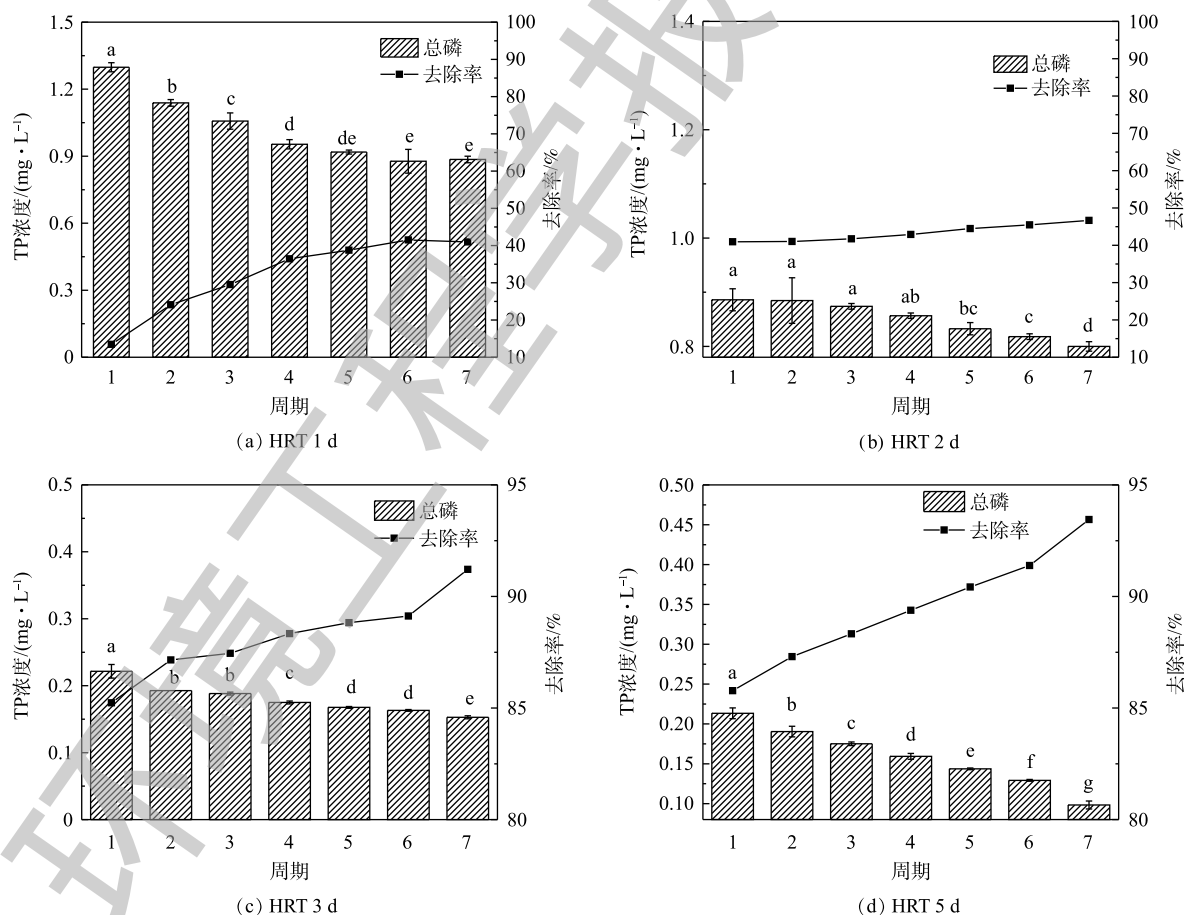 1.5
1.2
0.9
0.6
0.3
0
TP浓度/(mg·L⁻¹)
a
b
c
d
de
e
e
总磷
去除率
100
90
80
70
60
50
40
30
20
10
去除率/%
1 2 3 4 5 6 7
周期
(a) HRT 1 d
1.4
1.2
1.0
0.8
TP浓度/(mg·L⁻¹)
总磷
去除率
a
a
a
ab
bc
c
d
100
90
80
70
60
50
40
30
20
10
去除率/%
1 2 3 4 5 6 7
周期
(b) HRT 2 d
0.5
0.4
0.3
0.2
0.1
0
TP浓度/(mg·L⁻¹)
总磷
去除率
a
b
b
c
d
d
e
95
90
85
80
去除率/%
1 2 3 4 5 6 7
周期
(c) HRT 3 d
0.50
0.45
0.40
0.35
0.30
0.25
0.20
0.15
0.10
TP浓度/(mg·L⁻¹)
总磷
去除率
a
b
c
d
e
f
g
95
90
85
80
去除率/%
1 2 3 4 5 6 7
周期
(d) HRT 5 d
环境工程学报